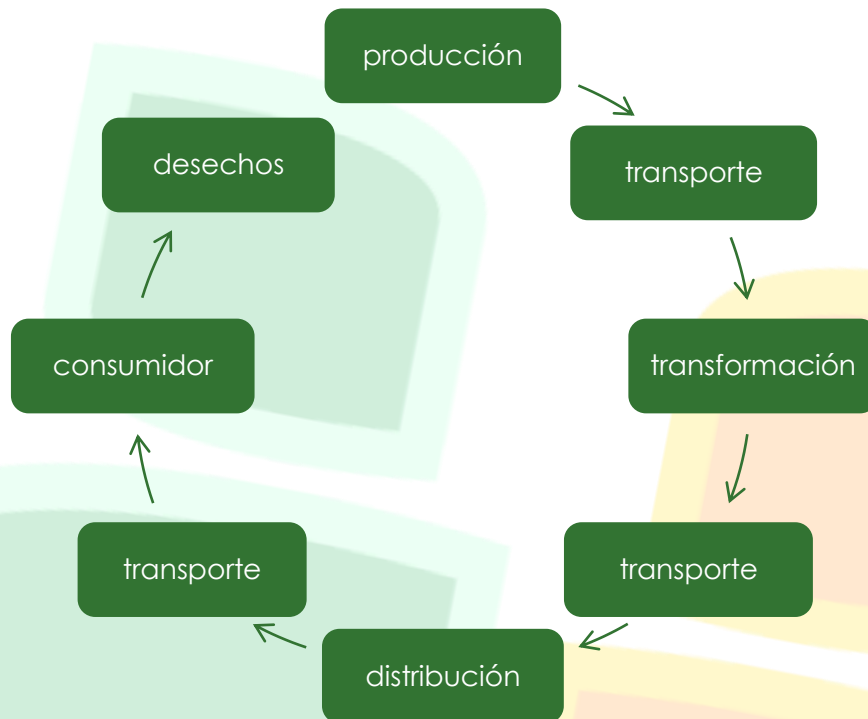 producción
transporte
transformación
transporte
distribución
transporte
consumidor
desechos